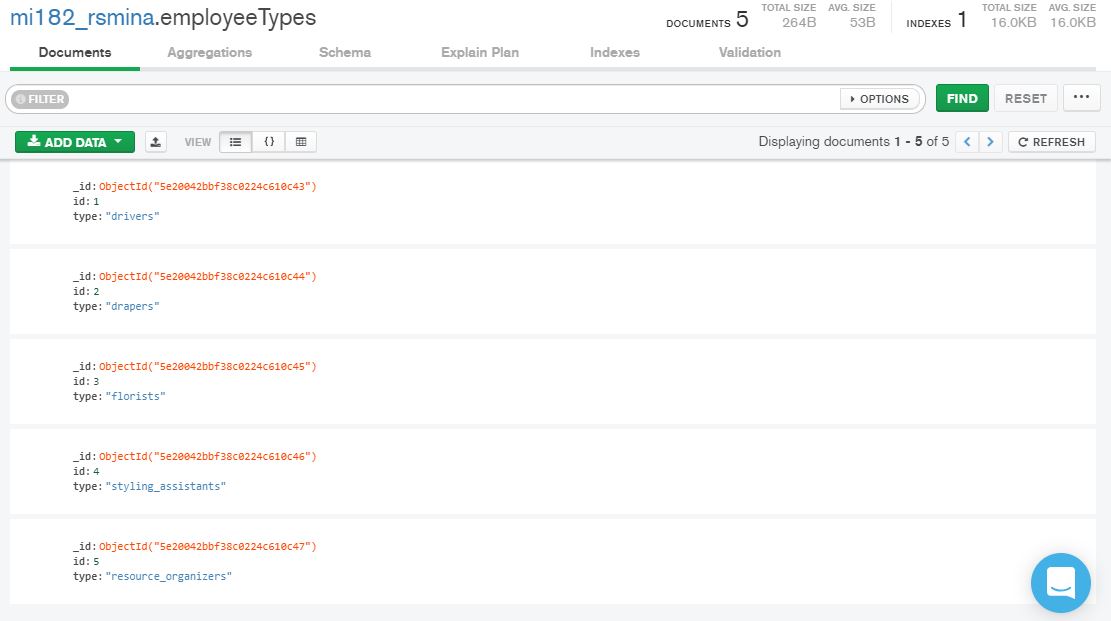 mi182_rsmina.employeeTypes
DOCUMENTS 5 TOTAL SIZE 264B AVG. SIZE 53B INDEXES 1 TOTAL SIZE 16.0KB AVG. SIZE 16.0KB
Documents Aggregations Schema Explain Plan Indexes Validation
FILTER OPTIONS FIND RESET ...
ADD DATA VIEW {} Displaying documents 1 - 5 of 5 < > REFRESH
_id: ObjectId("5e20042bbf38c0224c610c43")
id: 1
type: "drivers"
_id: ObjectId("5e20042bbf38c0224c610c44")
id: 2
type: "drapers"
_id: ObjectId("5e20042bbf38c0224c610c45")
id: 3
type: "florists"
_id: ObjectId("5e20042bbf38c0224c610c46")
id: 4
type: "styling_assistants"
_id: ObjectId("5e20042bbf38c0224c610c47")
id: 5
type: "resource_organizers"